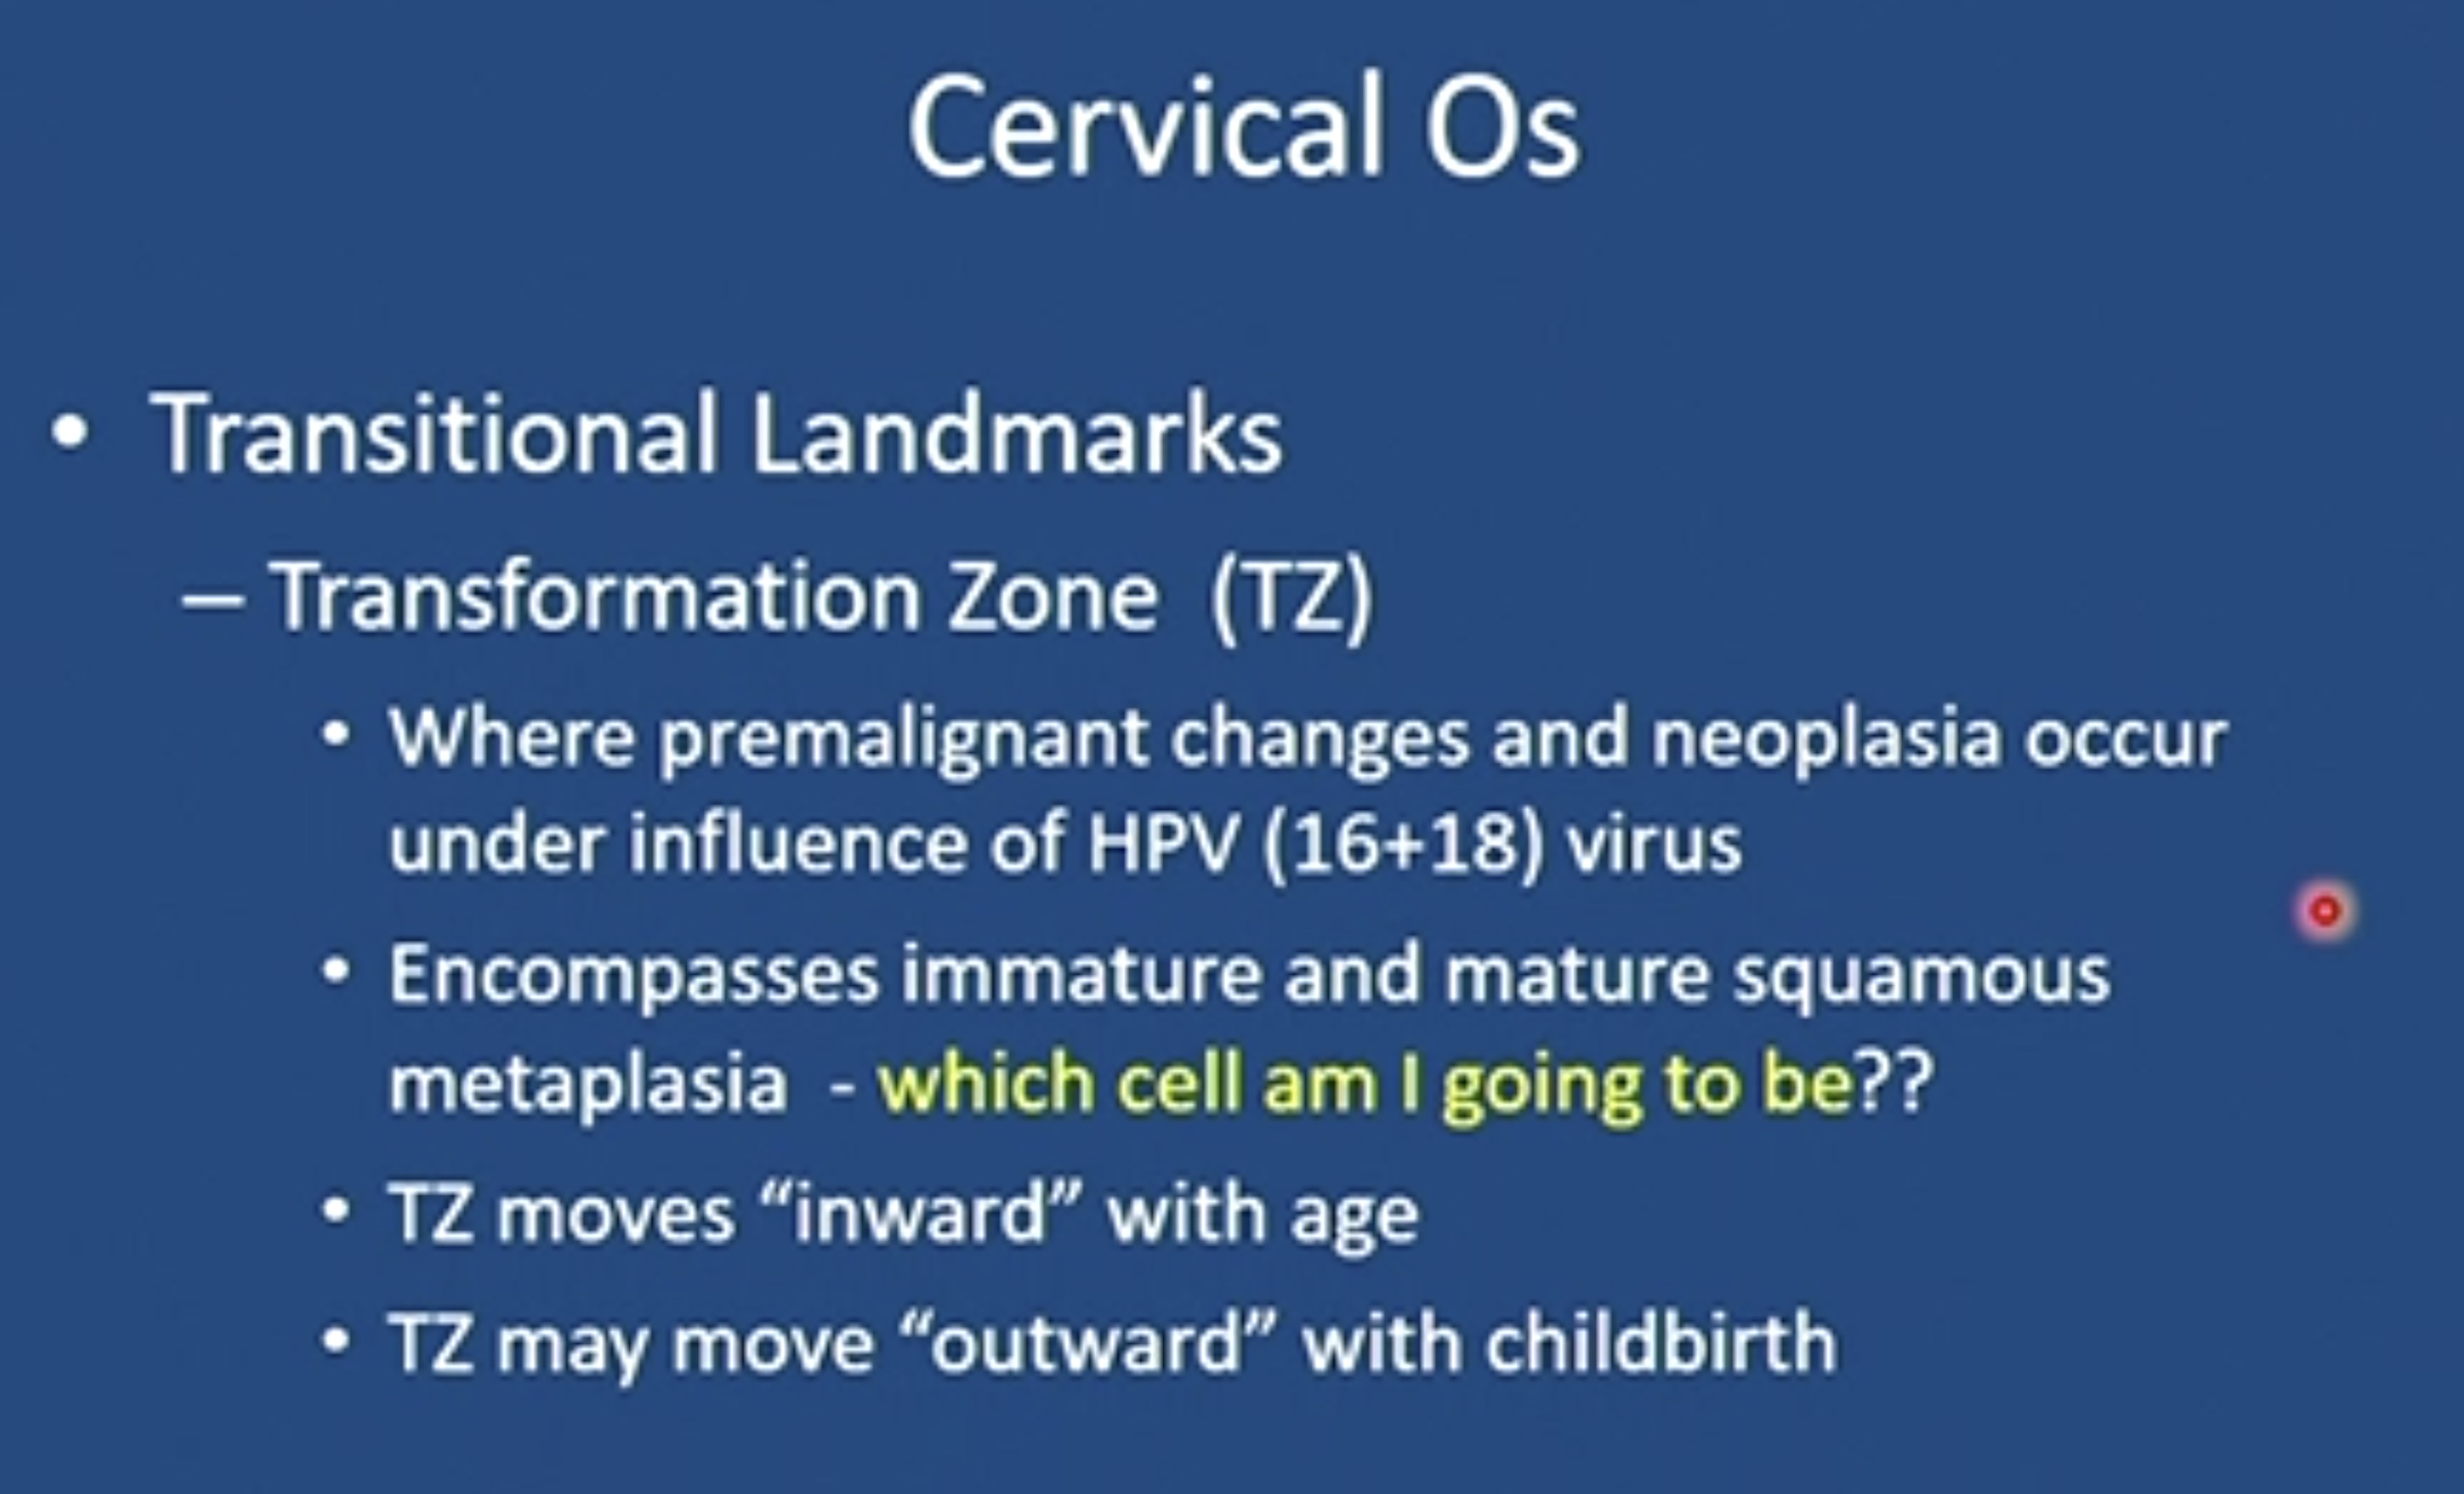 Cervical Os
• Transitional Landmarks
– Transformation Zone  (TZ)
• Where premalignant changes and neoplasia occur
under influence of HPV (16+18) virus
• Encompasses immature and mature squamous
metaplasia  - which cell am I going to be??
• TZ moves “inward” with age
• TZ may move “outward” with childbirth